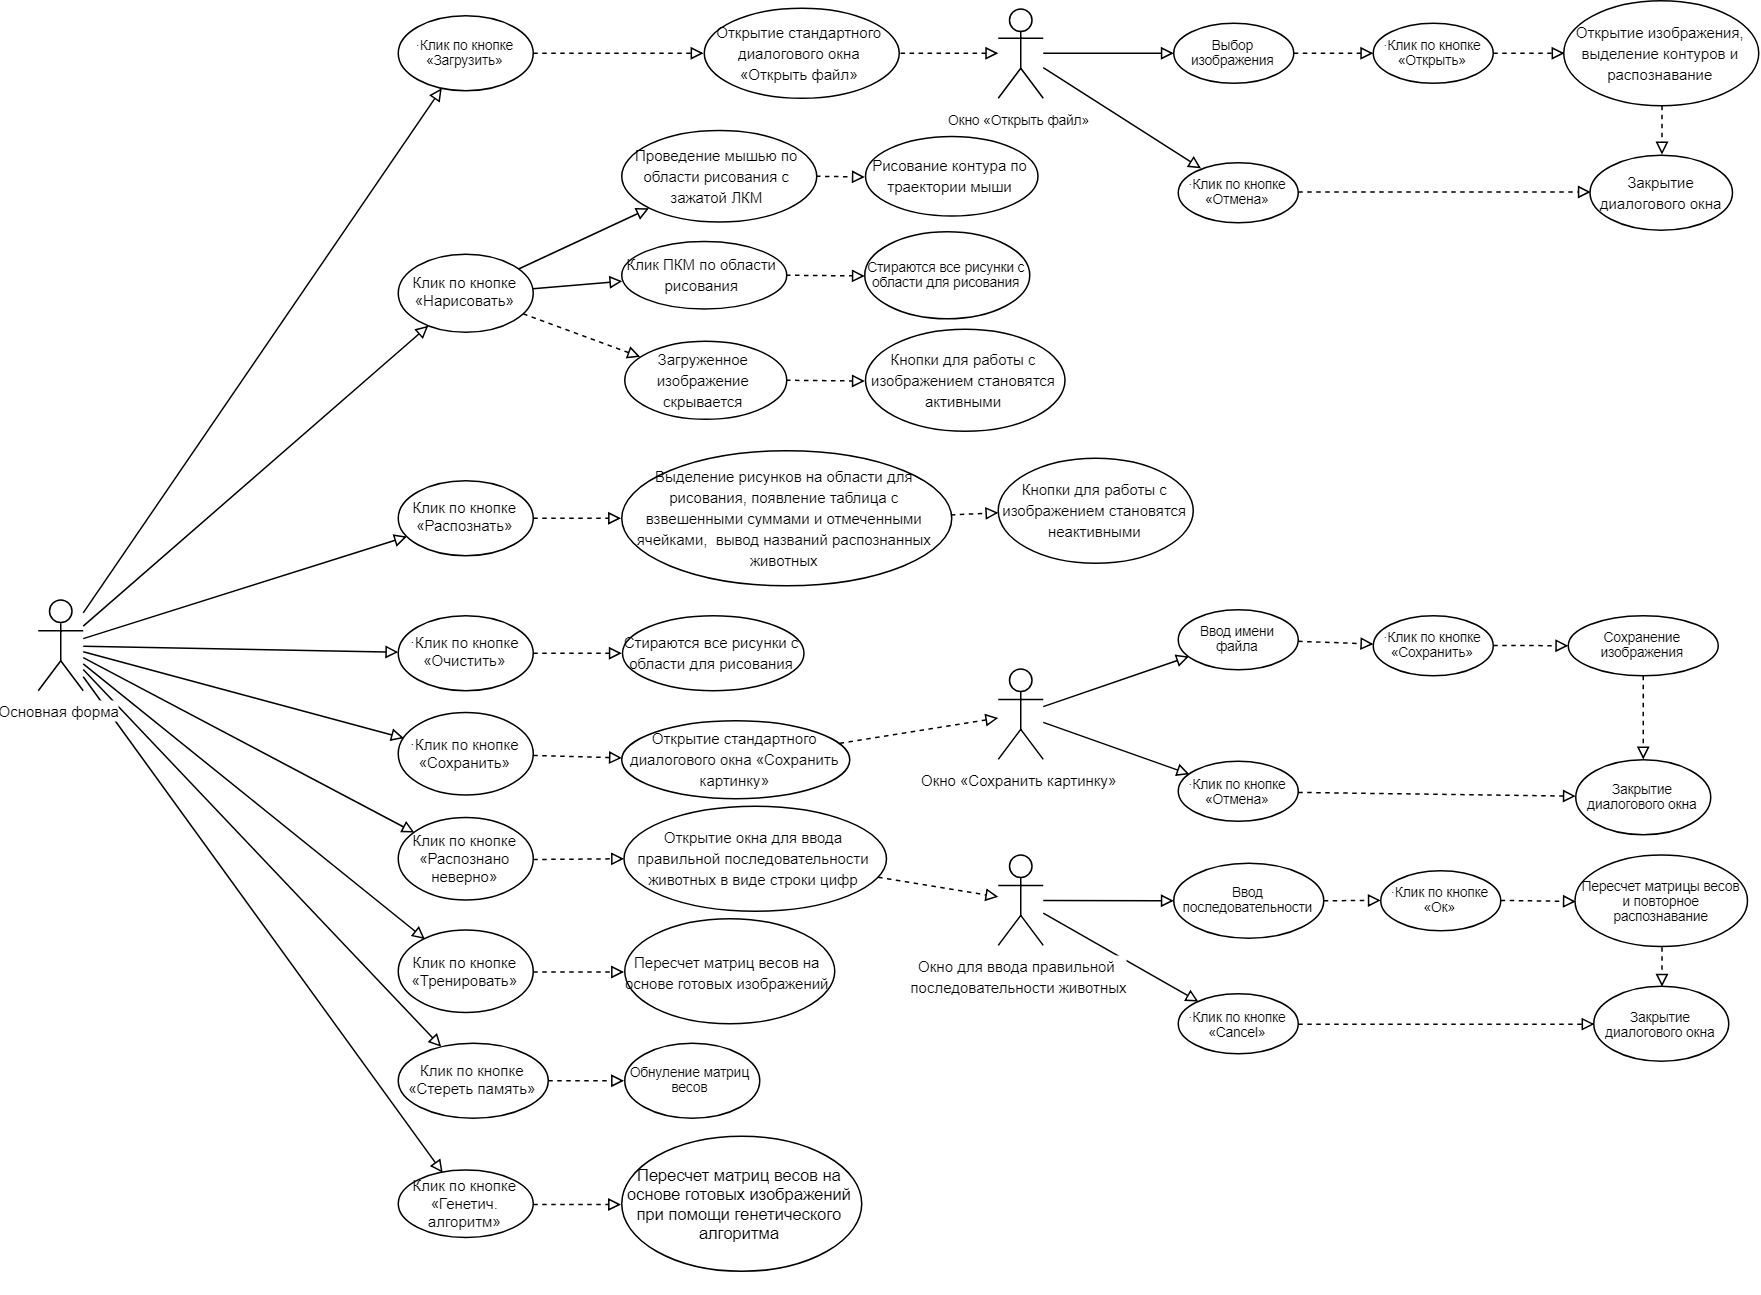 ·Клик по кнопке
«Загрузить»
Открытие стандартного
диалогового окна
«Открыть файл»
Окно «Открыть файл»
Выбор
изображения
·Клик по кнопке
«Открыть»
Открытие изображения,
выделение контуров и
распознавание
·Клик по кнопке
«Отмена»
Закрытие
диалогового окна
Клик по кнопке
«Нарисовать»
Проведение мышью по
области рисования с
зажатой ЛКМ
Рисование контура по
траектории мыши
Клик ПКМ по области
рисования
Стираются все рисунки с
области для рисования
Загруженное
изображение
скрывается
Кнопки для работы с
изображением становятся
активными
Клик по кнопке
«Распознать»
Выделение рисунков на области для
рисования, появление таблица с
взвешенными суммами и отмеченными
ячейками,  вывод названий распознанных
животных
Кнопки для работы с
изображением становятся
неактивными
Основная форма
·Клик по кнопке
«Очистить»
Стираются все рисунки с
области для рисования
·Клик по кнопке
«Сохранить»
Открытие стандартного
диалогового окна «Сохранить
картинку»
Окно «Сохранить картинку»
Ввод имени
файла
·Клик по кнопке
«Сохранить»
Сохранение
изображения
·Клик по кнопке
«Отмена»
Закрытие
диалогового окна
Клик по кнопке
«Распознано
неверно»
Открытие окна для ввода
правильной последовательности
животных в виде строки цифр
Окно для ввода правильной
последовательности животных
Ввод
последовательности
·Клик по кнопке
«Ок»
Пересчет матрицы весов
и повторное
распознавание
·Клик по кнопке
«Cancel»
Закрытие
диалогового окна
Клик по кнопке
«Тренировать»
Пересчет матриц весов на
основе готовых изображений
Клик по кнопке
«Стереть память»
Обнуление матриц
весов
Клик по кнопке
«Генетич.
алгоритм»
Пересчет матриц весов на
основе готовых изображений
при помощи генетического
алгоритма